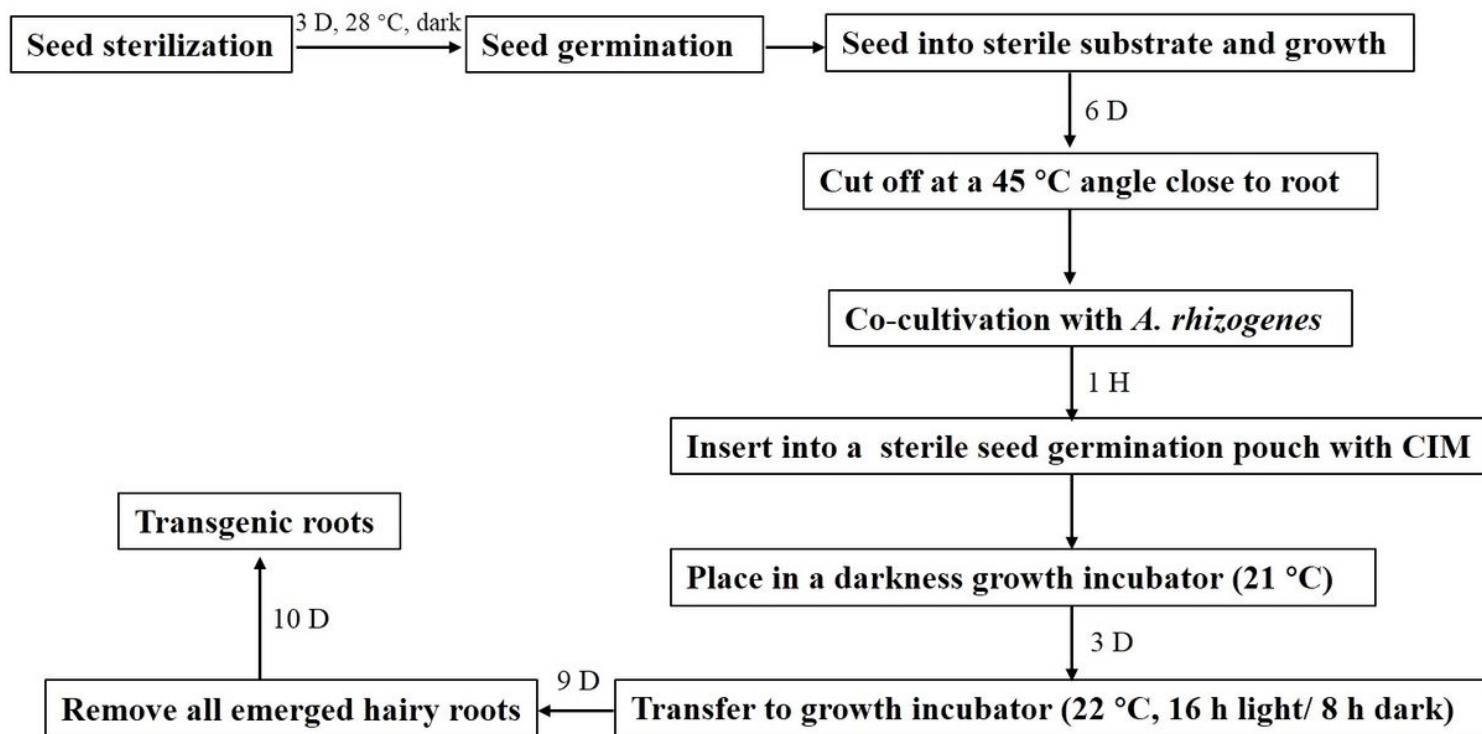 Seed sterilization
3 D, 28 °C, dark
Seed germination
Seed into sterile substrate and growth
6 D
Cut off at a 45 °C angle close to root
Co-cultivation with A. rhizogenes
1 H
Insert into a sterile seed germination pouch with CIM
Place in a darkness growth incubator (21 °C)
3 D
Transfer to growth incubator (22 °C, 16 h light/ 8 h dark)
9 D
Remove all emerged hairy roots
10 D
Transgenic roots